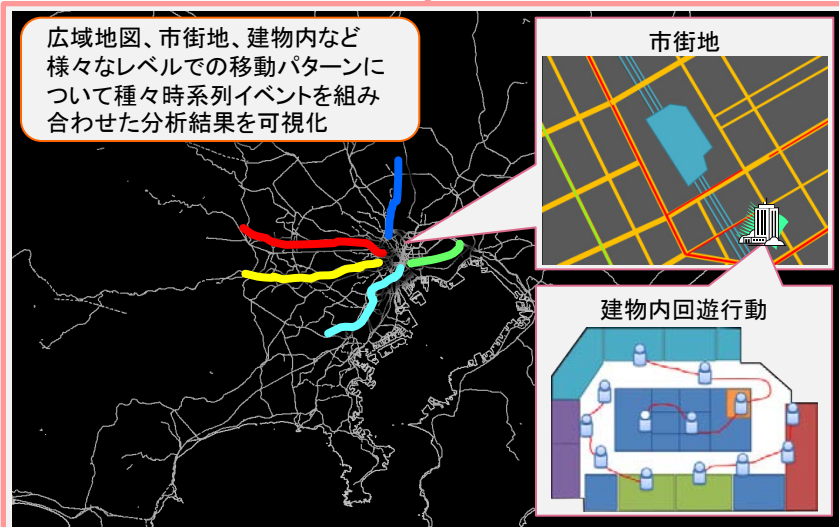 広域地図、市街地、建物内など
様々なレベルでの移動パターンに
ついて種々時系列イベントを組み
合わせた分析結果を可視化
市街地
建物内回遊行動